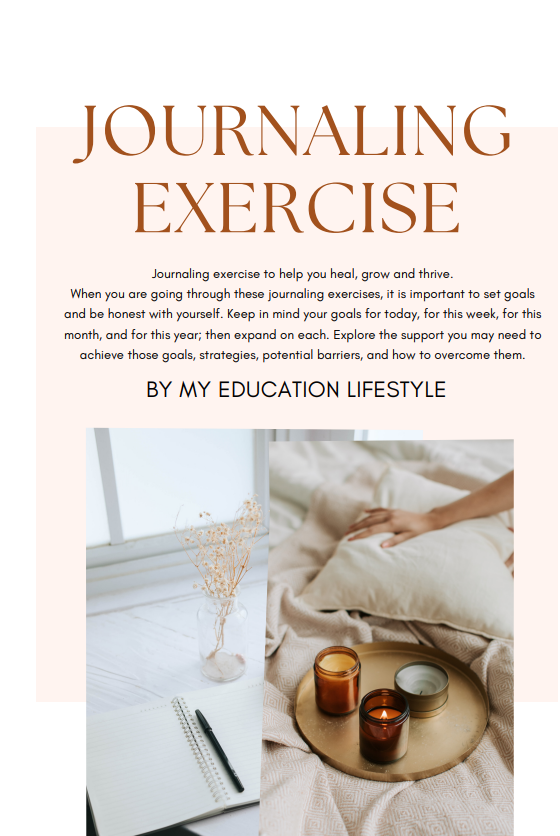 JOURNALING
EXERCISE
Journaling exercise to help you heal, grow and thrive.
When you are going through these journaling exercises, it is important to set goals
and be honest with yourself. Keep in mind your goals for today, for this week, for this
month, and for this year; then expand on each. Explore the support you may need to
achieve those goals, strategies, potential barriers, and how to overcome them.
BY MY EDUCATION LIFESTYLE